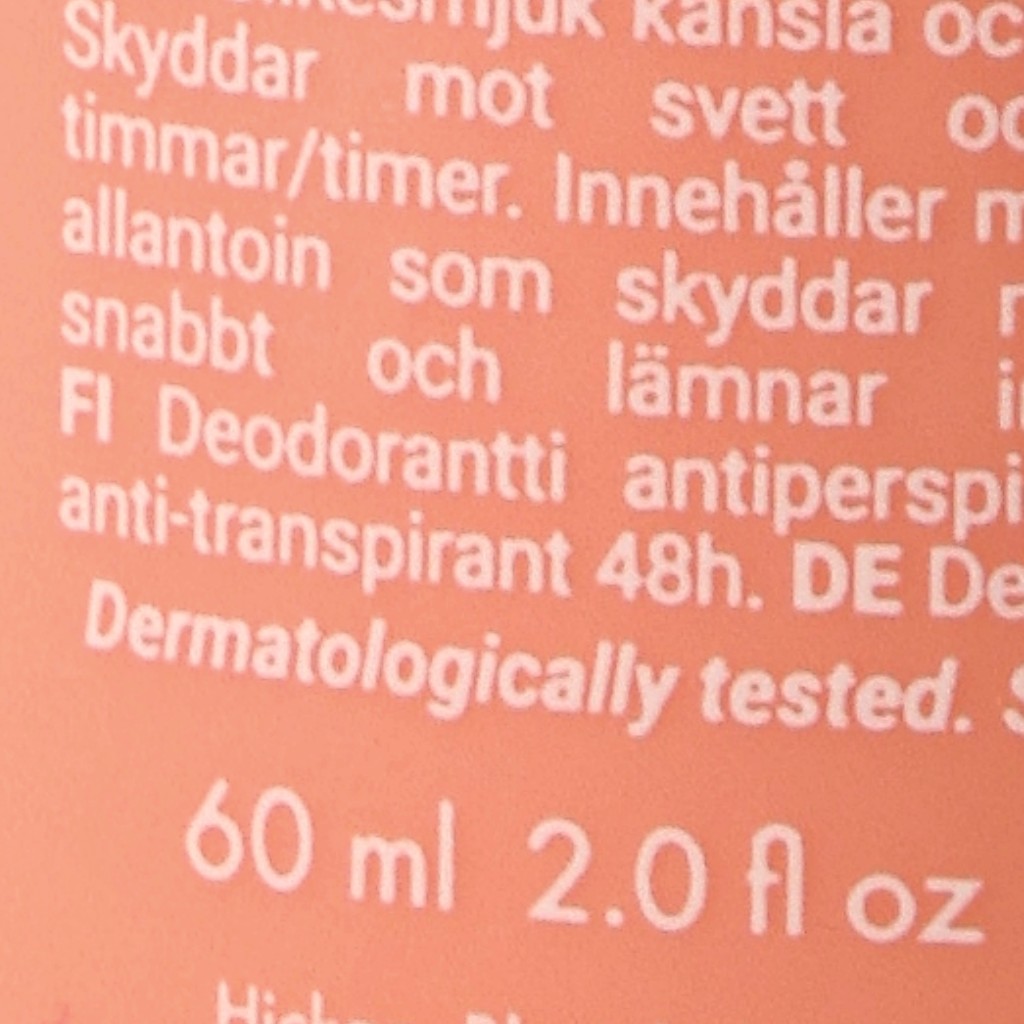 känsla
Skyddar mot svett
timmar/timer. Innehåller
allantoin som skyddar
snabbt och lämnar
FI Deodorantti
anti-transpirant 48h. DE
Dermatologically tested.
60 ml 2.0 fl oz